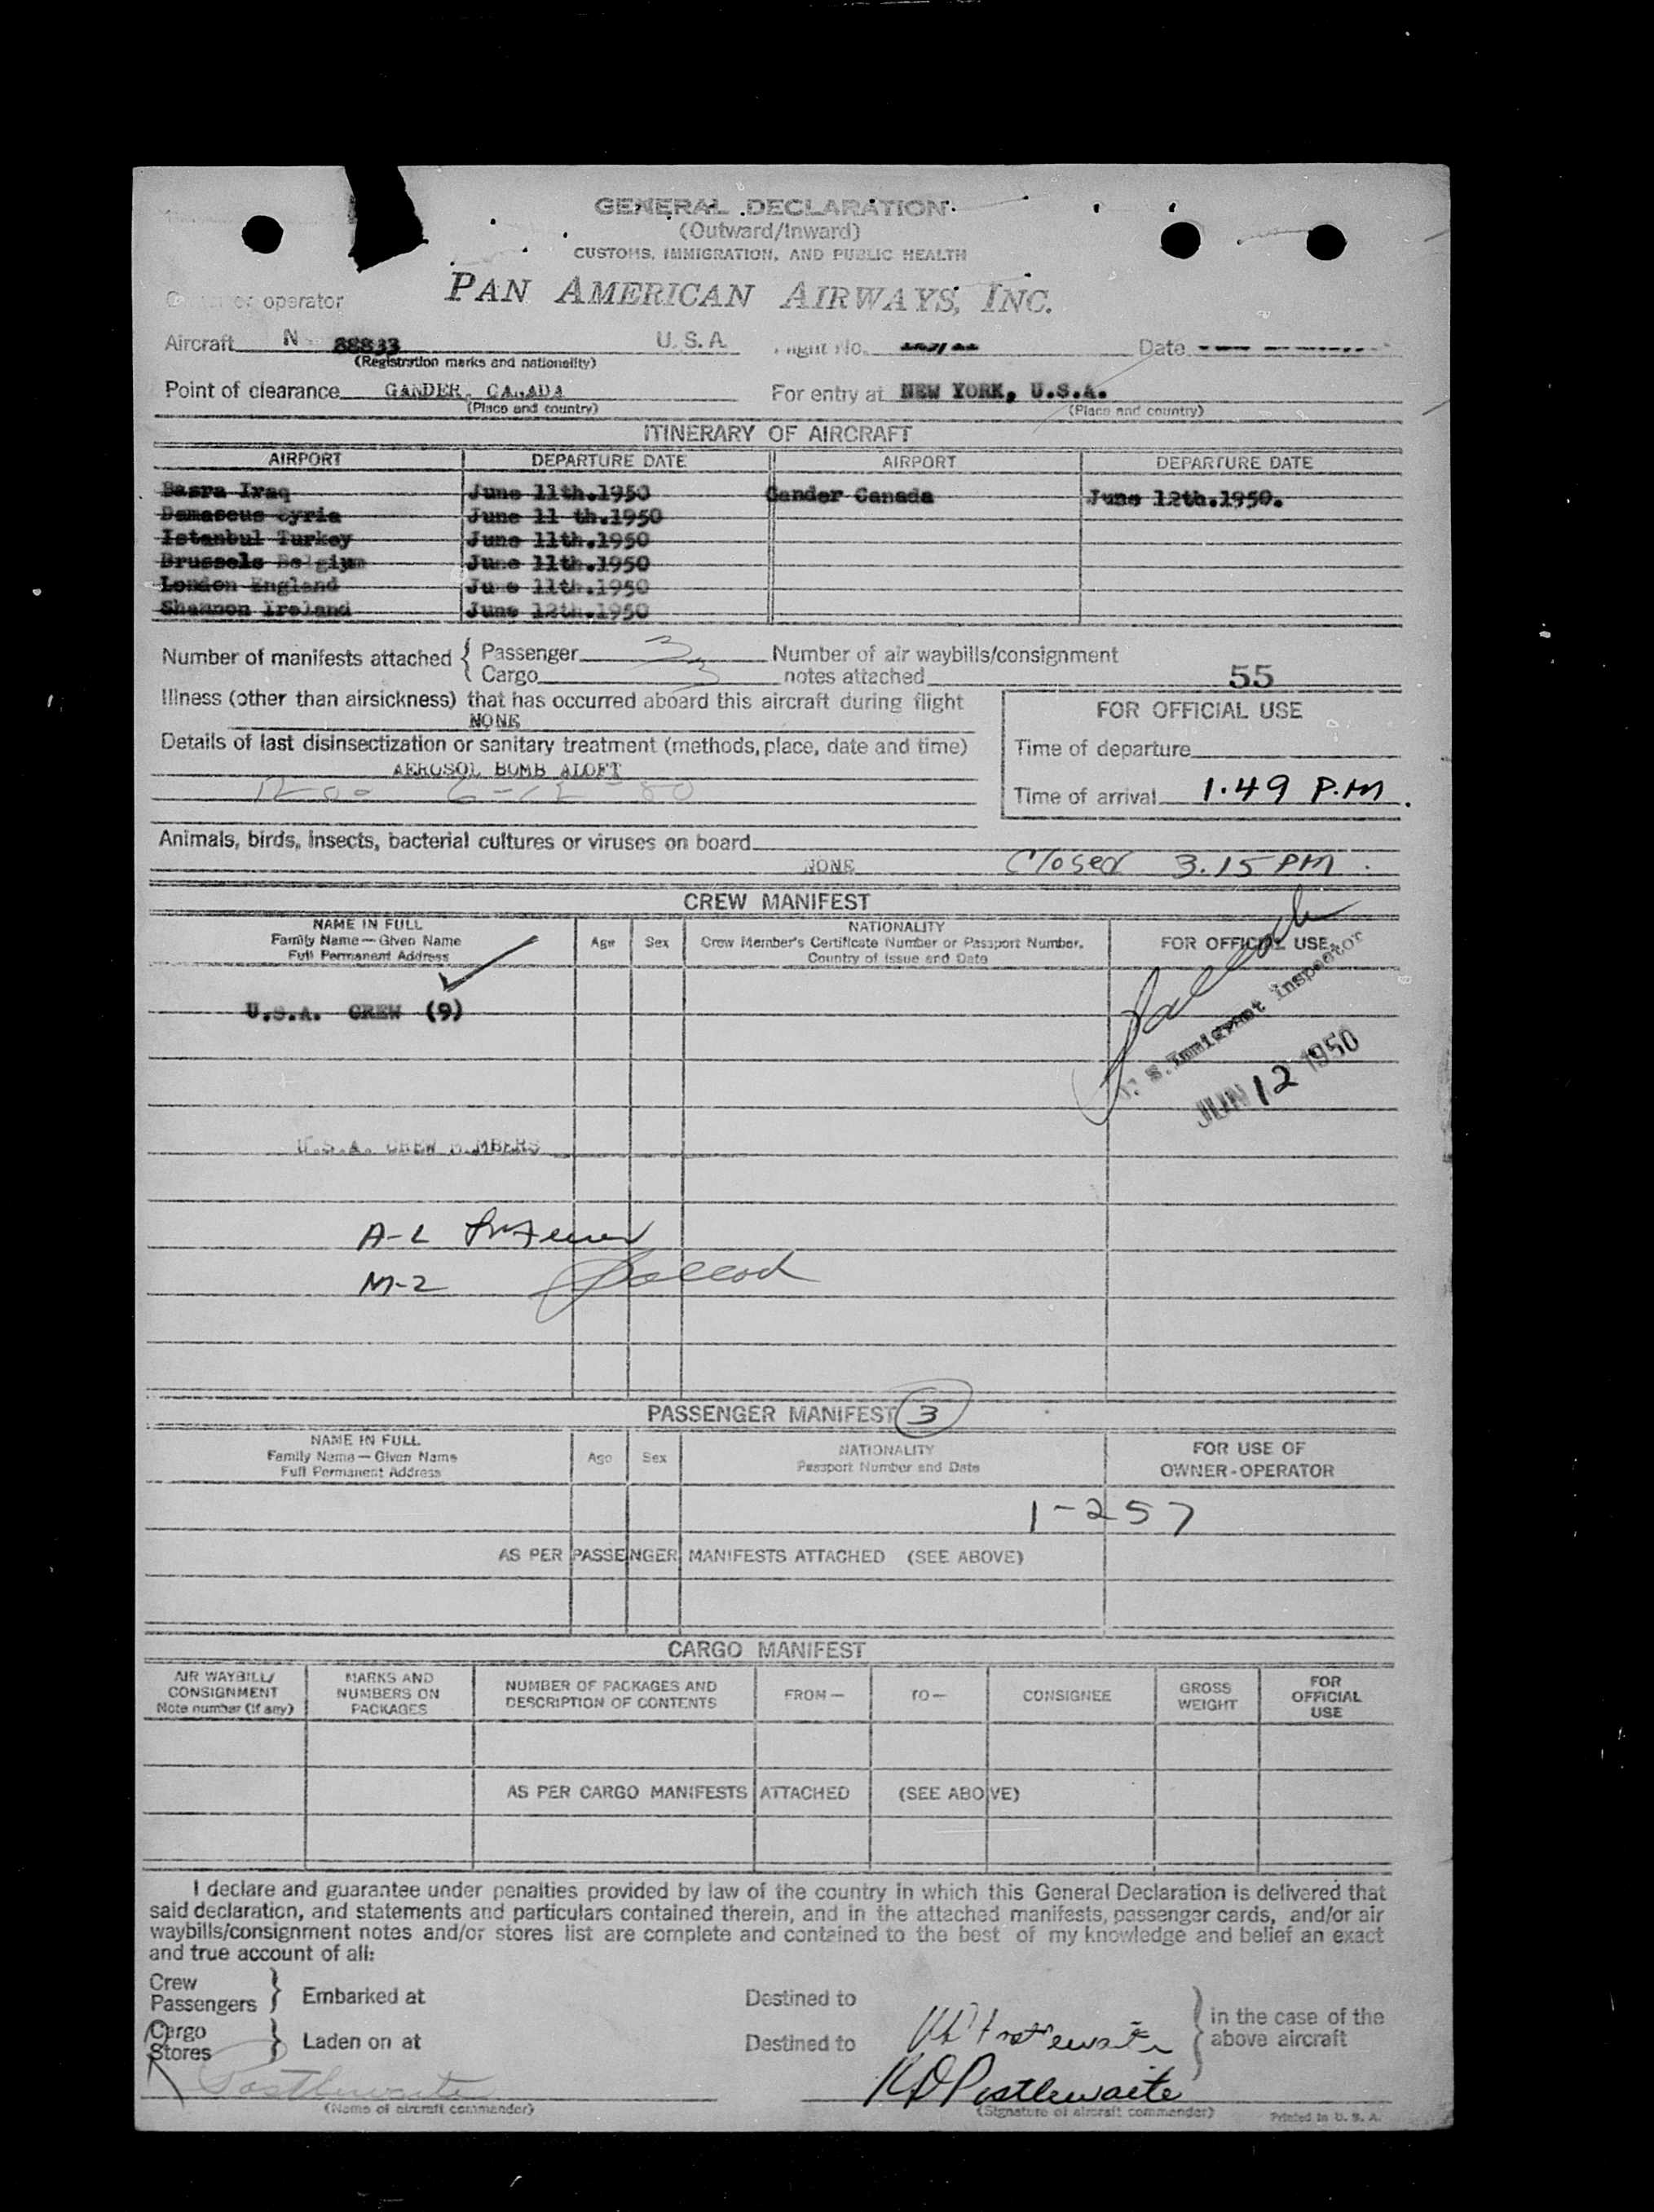 GENERAL DECLARATION
(Outward/Inward)
CUSTOMS, IMMIGRATION, AND PUBLIC HEALTH
or operator PAN AMERICAN AIRWAYS, INC.
Aircraft N- 88833 U.S.A. Flight No. Date
(Registration marks and nationality)
Point of clearance GANDER, CANADA For entry at NEW YORK, U.S.A.
(Place and country) (Place and country)
ITINERARY OF AIRCRAFT
AIRPORT DEPARTURE DATE AIRPORT DEPARTURE DATE
Basra Iraq June 11th.1950 Gander Canada June 12th.1950.
Damascus Syria June 11 th.1950
Istanbul Turkey June 11th.1950
Brussels Belgium June 11th.1950
London England June 11th.1950
Shannon Ireland June 12th.1950
Number of manifests attached { Passenger 3 Number of air waybills/consignment
Cargo 3 notes attached 55
Illness (other than airsickness) that has occurred aboard this aircraft during flight
NONE
FOR OFFICIAL USE
Details of last disinsectization or sanitary treatment (methods, place, date and time)
AEROSOL BOMB ALOFT
Time of departure
Time of arrival 1.49 P.M.
Animals, birds, insects, bacterial cultures or viruses on board
NONE Closed 3.15 PM.
CREW MANIFEST
NAME IN FULL
Family Name—Given Name
Full Permanent Address
Age Sex
NATIONALITY
Crew Member's Certificate Number or Passport Number,
Country of Issue and Date
FOR OFFICIAL USE
U.S.A. CREW (9)
U. S. Immigrant Inspector
JUN 12 1950
U.S.A. CREW MEMBERS
A-L
M-2
PASSENGER MANIFEST 3
NAME IN FULL
Family Name—Given Name
Full Permanent Address
Age Sex
NATIONALITY
Passport Number and Date
FOR USE OF
OWNER-OPERATOR
1-257
AS PER PASSENGER MANIFESTS ATTACHED (SEE ABOVE)
CARGO MANIFEST
AIR WAYBILL/
CONSIGNMENT
Note number (if any)
MARKS AND
NUMBERS ON
PACKAGES
NUMBER OF PACKAGES AND
DESCRIPTION OF CONTENTS
FROM— TO— CONSIGNEE
GROSS
WEIGHT
FOR
OFFICIAL
USE
AS PER CARGO MANIFESTS ATTACHED (SEE ABOVE)
I declare and guarantee under penalties provided by law of the country in which this General Declaration is delivered that
said declaration, and statements and particulars contained therein, and in the attached manifests, passenger cards, and/or air
waybills/consignment notes and/or stores list are complete and contained to the best of my knowledge and belief an exact
and true account of all:
Crew
Passengers } Embarked at Destined to
Cargo
Stores } Laden on at Destined to
} in the case of the
above aircraft
Postlewaite RD Postlewaite
(Name of aircraft commander) (Signature of aircraft commander) Printed in U. S. A.